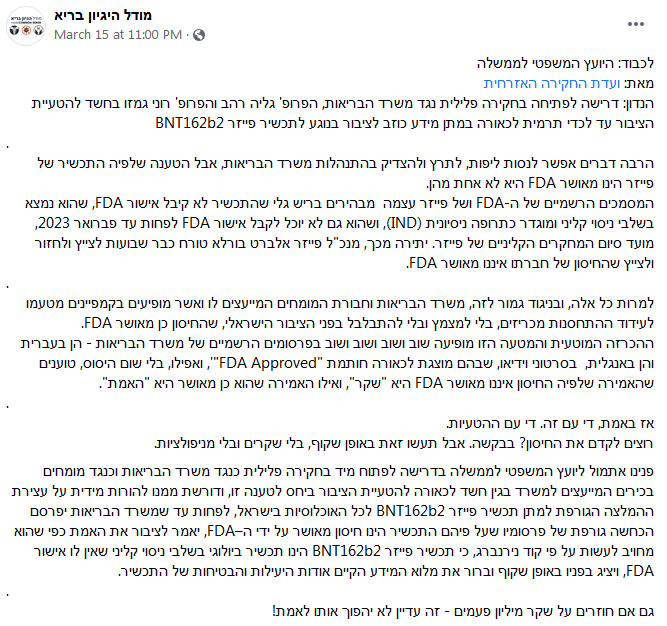 מודל היגיון בריא
March 15 at 11:00 PM ·
לכבוד: היועץ המשפטי לממשלה
מאת: ועדת החקירה האזרחית
הנדון: דרישה לפתיחה בחקירה פלילית נגד משרד הבריאות, הפרופ' גליה רהב והפרופ' רוני גמזו בחשד להטעיית
הציבור עד לכדי תרמית לכאורה במתן מידע כוזב לציבור בנוגע לתכשיר פייזר BNT162b2
.
הרבה דברים אפשר לנסות ליפות, לתרץ ולהצדיק בהתנהלות משרד הבריאות, אבל הטענה שלפיה התכשיר של
פייזר הינו מאושר FDA היא לא אחת מהן.
המסמכים הרשמיים של ה-FDA ושל פייזר עצמה מבהירים בריש גלי שהתכשיר לא קיבל אישור FDA, שהוא נמצא
בשלבי ניסוי קליני ומוגדר כתרופה ניסיונית (IND), ושהוא גם לא יוכל לקבל אישור FDA לפחות עד פברואר 2023,
מועד סיום המחקרים הקליניים של פייזר. יתירה מכך, מנכ"ל פייזר אלברט בורלא טורח כבר שבועות לצייץ ולחזור
ולצייץ שהחיסון של חברתו איננו מאושר FDA.
.
למרות כל אלה, ובניגוד גמור לזה, משרד הבריאות וחבורת המומחים המייעצים לו ואשר מופיעים בקמפיינים מטעמו
לעידוד ההתחסנות מכריזים, בלי למצמץ ובלי להתבלבל בפני הציבור הישראלי, שהחיסון כן מאושר FDA.
ההכרזה המוטעית והמטעה הזו מופיעה שוב ושוב ושוב ושוב בפרסומים הרשמיים של משרד הבריאות - הן בעברית
והן באנגלית, בסרטוני וידיאו, שבהם מוצגת לכאורה חותמת "FDA Approved"', ואפילו, בלי שום היסוס, טוענים
שהאמירה שלפיה החיסון איננו מאושר FDA היא "שקר", ואילו האמירה שהוא כן מאושר היא "האמת".
.
אז באמת, די עם זה. די עם ההטעיות.
רוצים לקדם את החיסון? בבקשה. אבל תעשו זאת באופן שקוף, בלי שקרים ובלי מניפולציות.
פנינו אתמול ליועץ המשפטי לממשלה בדרישה לפתוח מיד בחקירה פלילית כנגד משרד הבריאות וכנגד מומחים
בכירים המייעצים למשרד בגין חשד לכאורה להטעיית הציבור ביחס לטענה זו, ודורשת ממנו להורות מידית על עצירת
ההמלצה הגורפת למתן תכשיר פייזר BNT162b2 לכל האוכלוסיות בישראל, לפחות עד שמשרד הבריאות יפרסם
הכחשה גורפת של פרסומיו שעל פיהם התכשיר הינו חיסון מאושר על ידי ה–FDA, יאמר לציבור את האמת כפי שהוא
מחויב לעשות על פי קוד נירנברג, כי תכשיר פייזר BNT162b2 הינו תכשיר ביולוגי בשלבי ניסוי קליני שאין לו אישור
FDA, ויציג בפניו באופן שקוף וברור את מלוא המידע הקיים אודות היעילות והבטיחות של התכשיר.
.
גם אם חוזרים על שקר מיליון פעמים - זה עדיין לא יהפוך אותו לאמת!